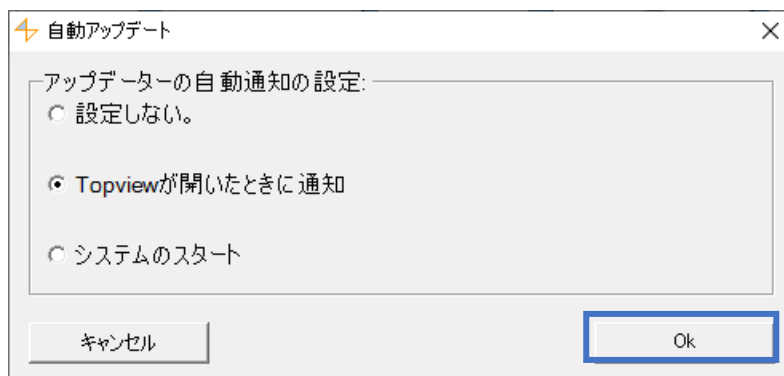 自動アップデート
アップデーターの自動通知の設定:
設定しない。
Topviewが開いたときに通知
システムのスタート
キャンセル
Ok